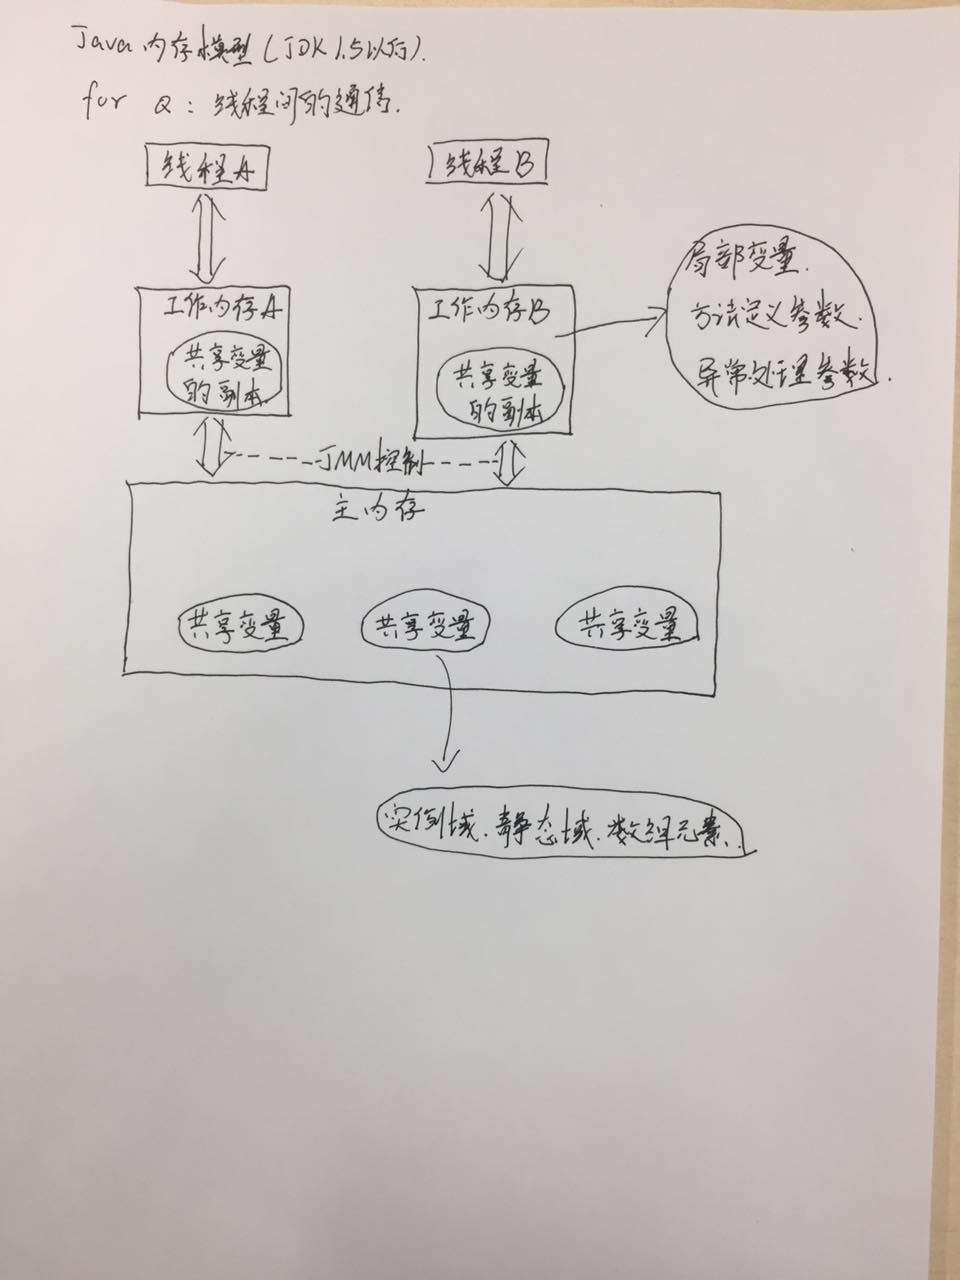 Java内存模型(JDK1.5以后).
for Q: 线程间的通信.
线程A
线程B
工作内存A
共享变量
的副本
工作内存B
共享变量
的副本
局部变量.
方法定义参数.
异常处理参数.
JMM控制
主内存
共享变量
共享变量
共享变量
实例域.静态域.数组元素.